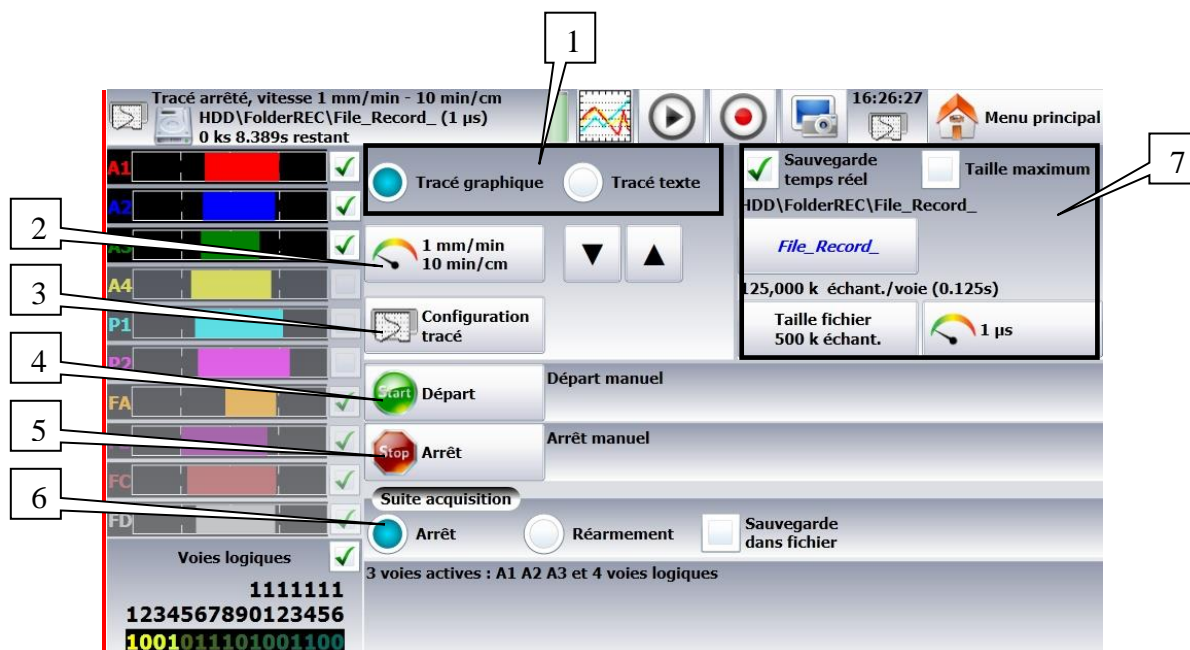 1
Tracé arrêté, vitesse 1 mm/min - 10 min/cm
HDD\FolderREC\File_Record_ (1 µs)
0 ks 8.389s restant
16:26:27
Menu principal
7
A1
A2
A3
A4
P1
P2
FA
FC
FD
2
3
4
5
6
Tracé graphique
Tracé texte
Sauvegarde
temps réel
Taille maximum
HDD\FolderREC\File_Record_
File_Record_
125,000 k échant./voie (0.125s)
Taille fichier
500 k échant.
1 µs
1 mm/min
10 min/cm
▼
▲
Configuration
tracé
Start
Départ
Départ manuel
Stop
Arrêt
Arrêt manuel
Suite acquisition
Arrêt
Réarmement
Sauvegarde
dans fichier
Voies logiques
1111111
1234567890123456
1001011101001100
3 voies actives : A1 A2 A3 et 4 voies logiques